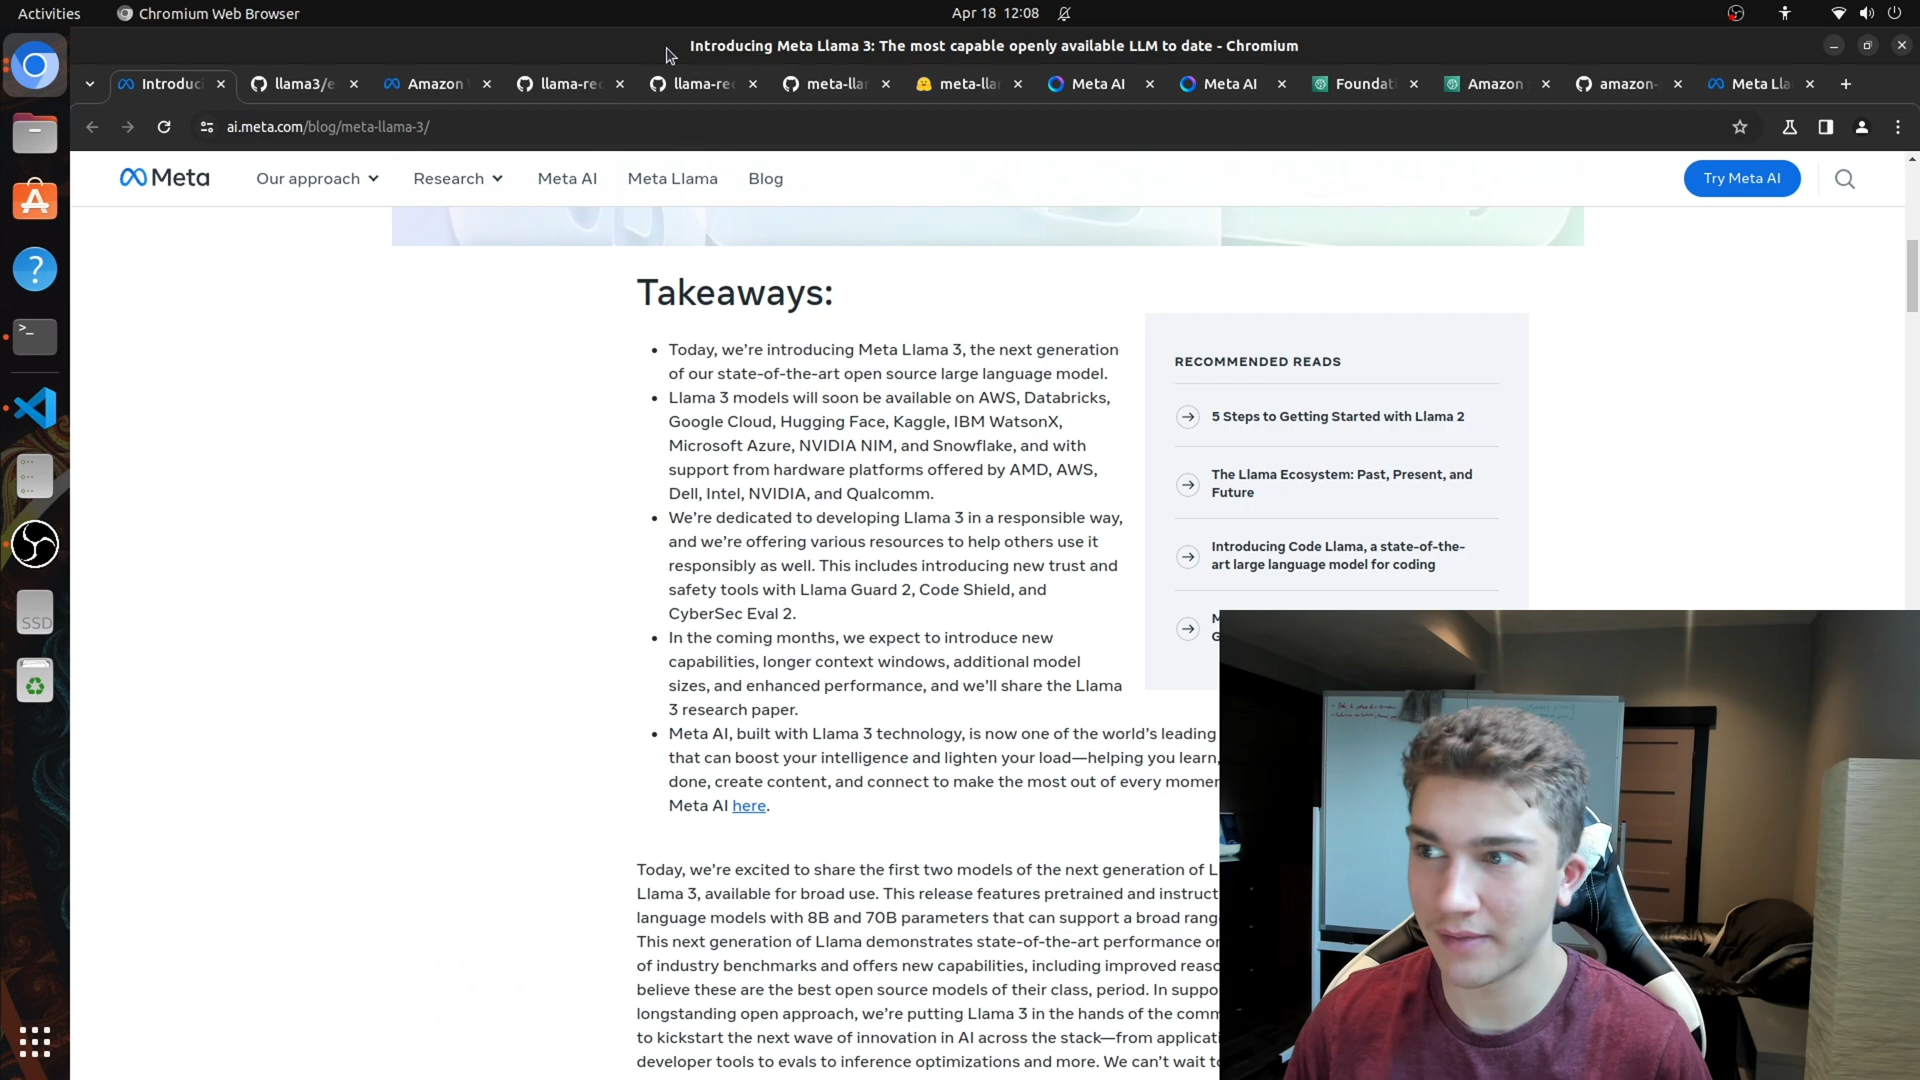 Activities
Chromium Web Browser
Apr 18 12:08
Introducing Meta Llama 3: The most capable openly available LLM to date - Chromium
Introduc
llama3/e
Amazon
llama-rec
llama-rec
meta-llam
meta-llam
Meta AI
Meta AI
Foundati
Amazon
amazon-
Meta Lla
ai.meta.com/blog/meta-llama-3/
Meta
Our approach
Research
Meta AI
Meta Llama
Blog
Try Meta AI
Takeaways:
• Today, we’re introducing Meta Llama 3, the next generation
of our state-of-the-art open source large language model.
• Llama 3 models will soon be available on AWS, Databricks,
Google Cloud, Hugging Face, Kaggle, IBM WatsonX,
Microsoft Azure, NVIDIA NIM, and Snowflake, and with
support from hardware platforms offered by AMD, AWS,
Dell, Intel, NVIDIA, and Qualcomm.
• We’re dedicated to developing Llama 3 in a responsible way,
and we’re offering various resources to help others use it
responsibly as well. This includes introducing new trust and
safety tools with Llama Guard 2, Code Shield, and
CyberSec Eval 2.
• In the coming months, we expect to introduce new
capabilities, longer context windows, additional model
sizes, and enhanced performance, and we’ll share the Llama
3 research paper.
• Meta AI, built with Llama 3 technology, is now one of the world’s leading
that can boost your intelligence and lighten your load—helping you learn,
done, create content, and connect to make the most out of every momen
Meta AI here.
Today, we’re excited to share the first two models of the next generation of L
Llama 3, available for broad use. This release features pretrained and instruct
language models with 8B and 70B parameters that can support a broad rang
This next generation of Llama demonstrates state-of-the-art performance on
of industry benchmarks and offers new capabilities, including improved reaso
believe these are the best open source models of their class, period. In suppo
longstanding open approach, we’re putting Llama 3 in the hands of the comm
to kickstart the next wave of innovation in AI across the stack—from applicati
developer tools to evals to inference optimizations and more. We can’t wait to
RECOMMENDED READS
5 Steps to Getting Started with Llama 2
The Llama Ecosystem: Past, Present, and
Future
Introducing Code Llama, a state-of-the-
art large language model for coding
M
G
SSD